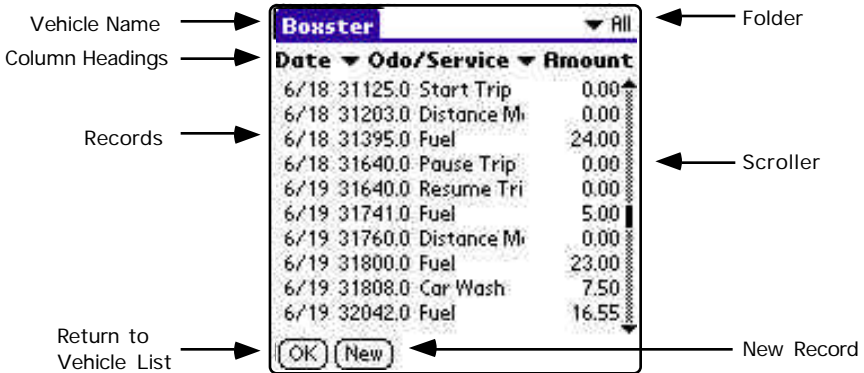 Vehicle Name
Boxster
All
Folder
Column Headings
Date Odo/Service Amount
6/18 31125.0 Start Trip 0.00
6/18 31203.0 Distance M 0.00
Records
6/18 31395.0 Fuel 24.00
6/18 31640.0 Pause Trip 0.00
Scroller
6/19 31640.0 Resume Tri 0.00
6/19 31741.0 Fuel 5.00
6/19 31760.0 Distance M 0.00
6/19 31800.0 Fuel 23.00
6/19 31808.0 Car Wash 7.50
6/19 32042.0 Fuel 16.55
Return to
Vehicle List
OK New
New Record